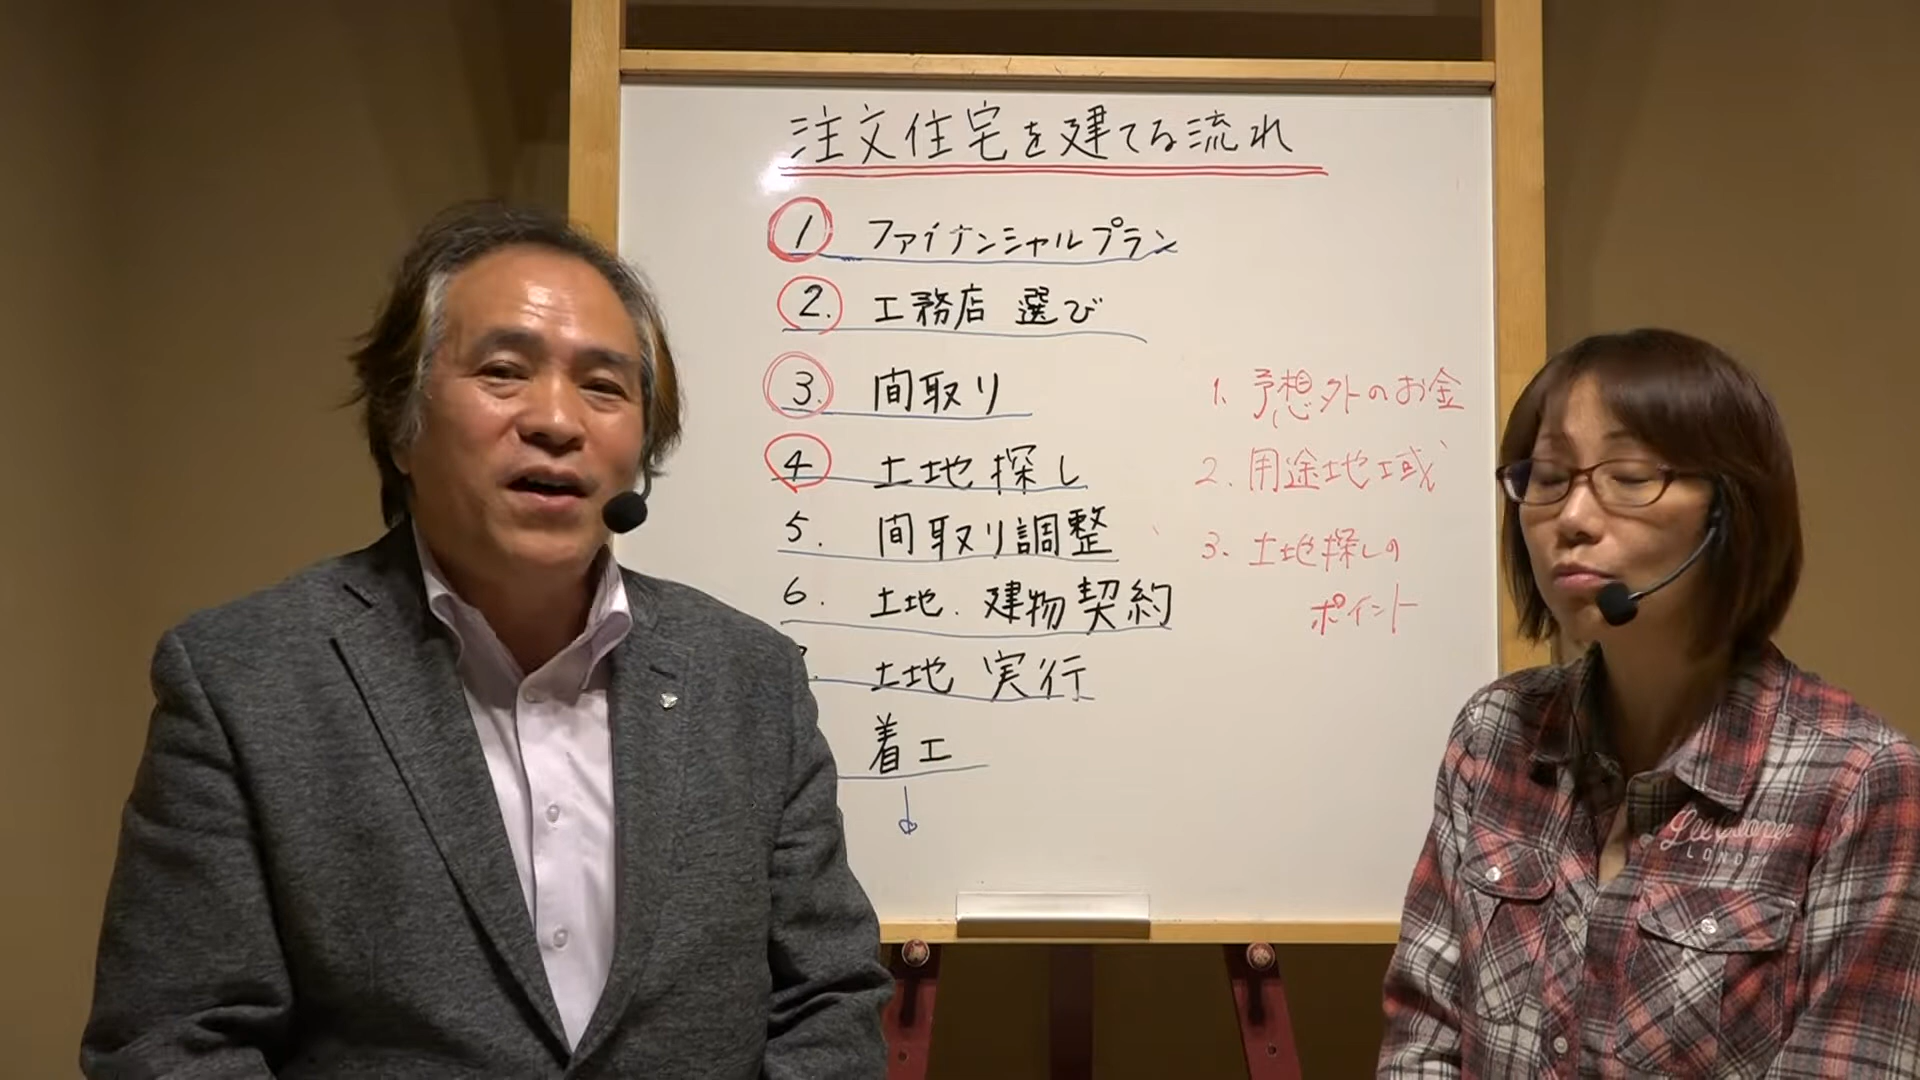 注文住宅を建てる流れ
1 ファイナンシャルプラン
2. 工務店 選び
3. 間取り
4 土地探し
5. 間取り調整
6. 土地.建物契約
土地 実行
着工
1. 予想外のお金
2. 用途地域
3. 土地探しの
ポイント
Lee Cooper
LONDO